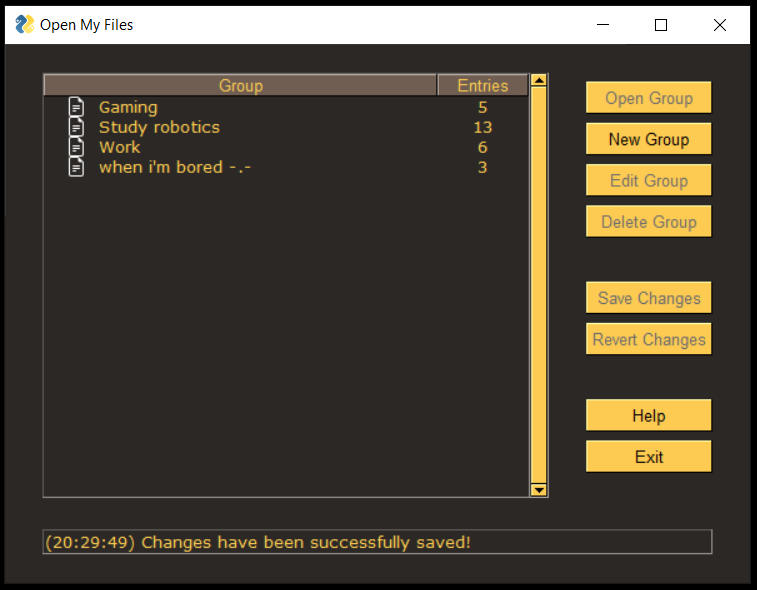 Open My Files
Group Entries
Gaming 5
Study robotics 13
Work 6
when i'm bored -.- 3
Open Group
New Group
Edit Group
Delete Group
Save Changes
Revert Changes
Help
Exit
(20:29:49) Changes have been successfully saved!